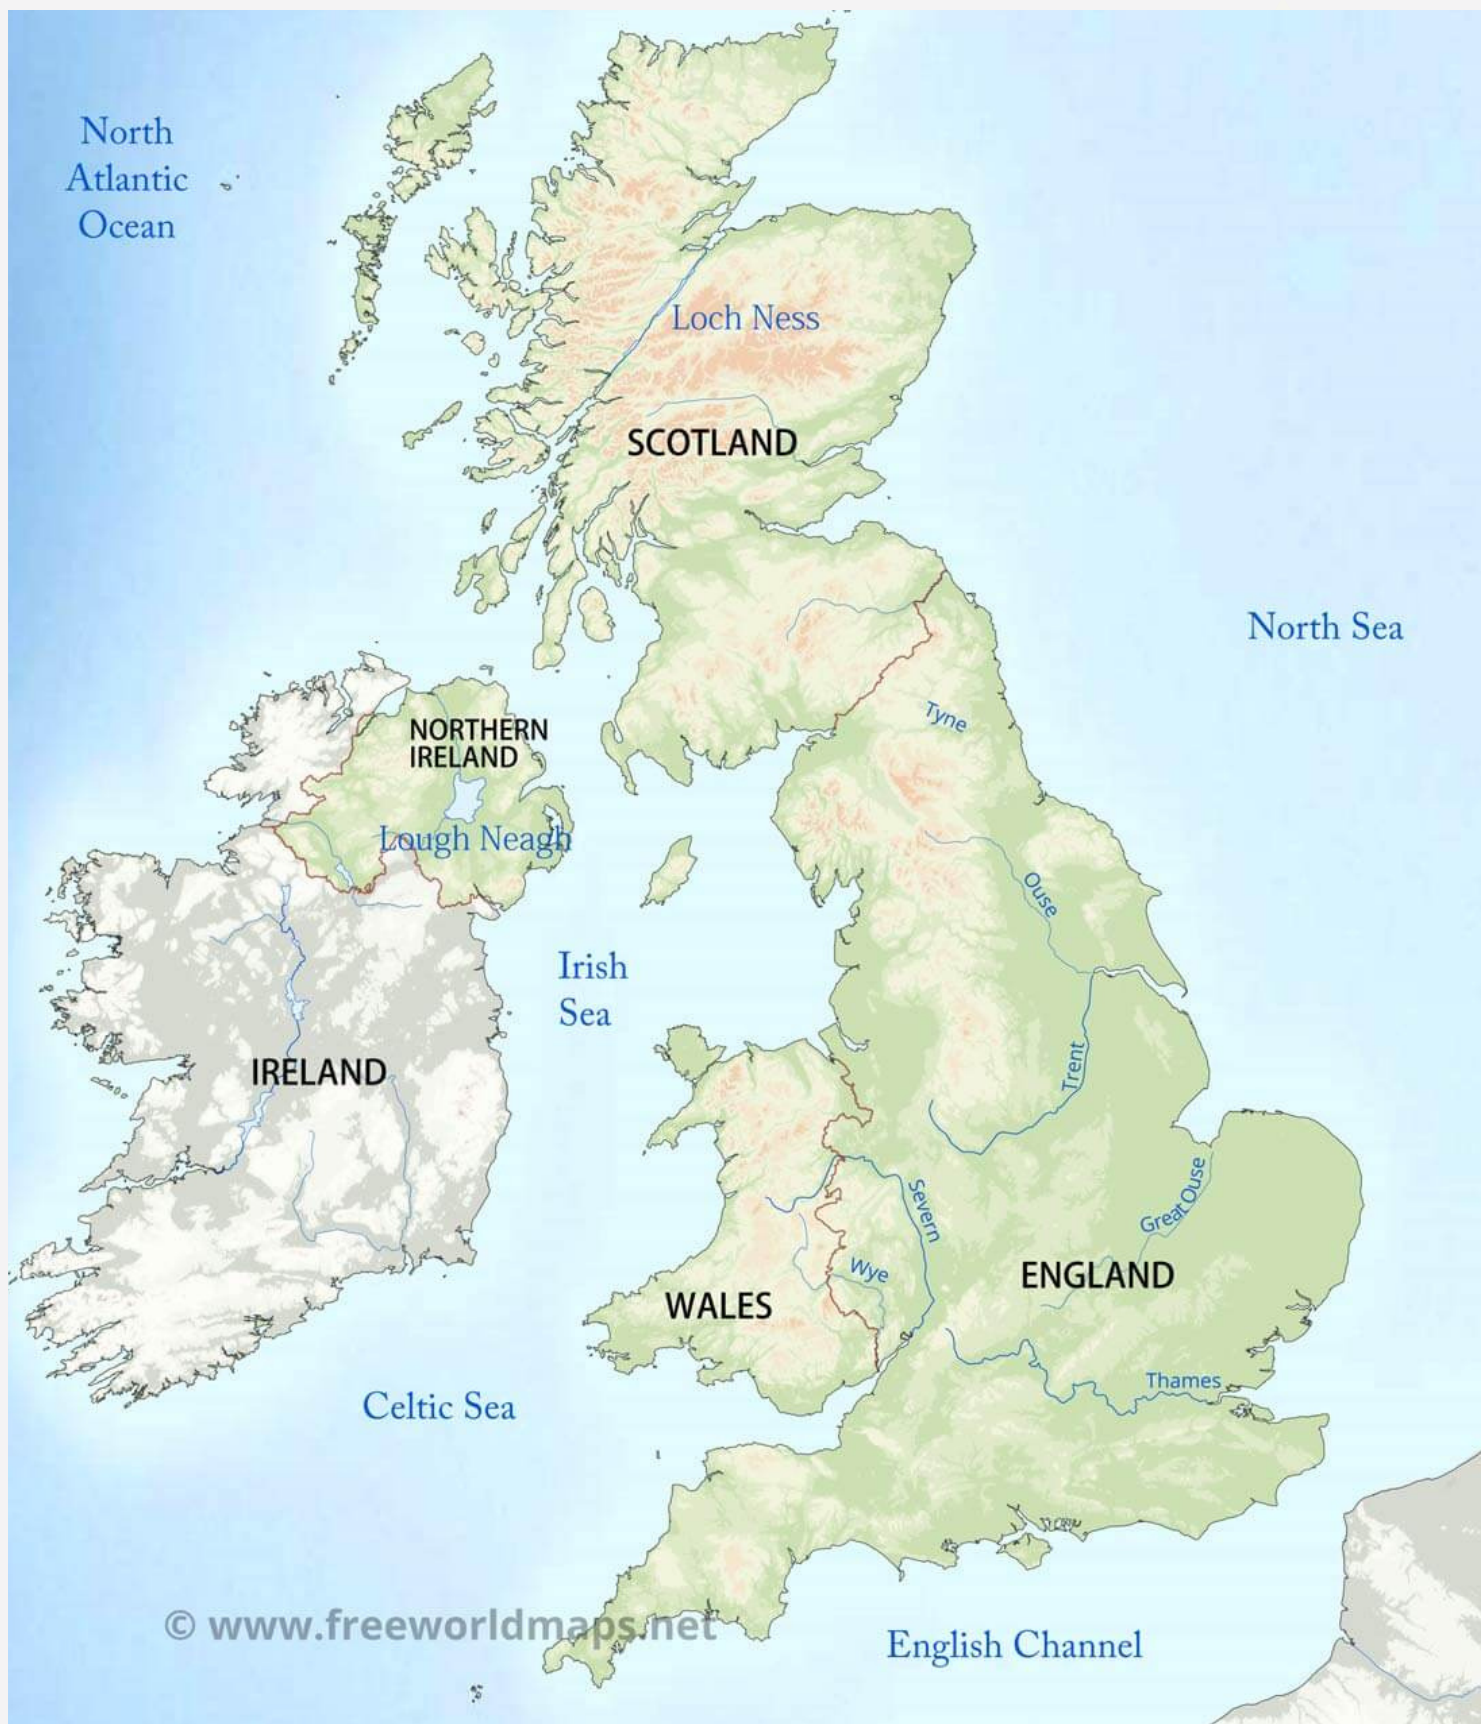 North
Atlantic
Ocean
Loch Ness
SCOTLAND
North Sea
Tyne
NORTHERN
IRELAND
Lough Neagh
Ouse
Irish
Sea
IRELAND
Trent
Severn
Great Ouse
Wye
ENGLAND
WALES
Thames
Celtic Sea
© www.freeworldmaps.net
English Channel